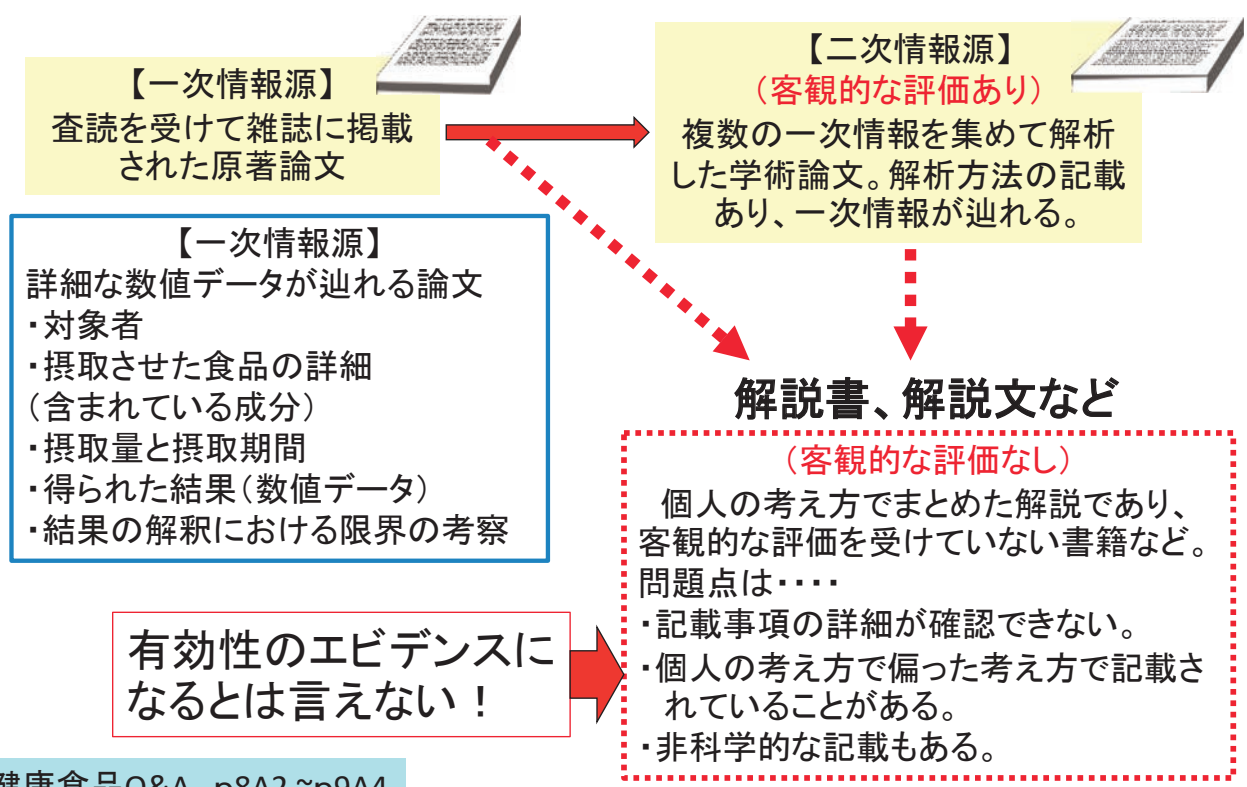 【一次情報源】
査読を受けて雑誌に掲載
された原著論文
【二次情報源】
（客観的な評価あり）
複数の一次情報を集めて解析
した学術論文。解析方法の記載
あり、一次情報が辿れる。
【一次情報源】
詳細な数値データが辿れる論文
・対象者
・摂取させた食品の詳細
（含まれている成分）
・摂取量と摂取期間
・得られた結果（数値データ）
・結果の解釈における限界の考察
解説書、解説文など
（客観的な評価なし）
個人の考え方でまとめた解説であり、
客観的な評価を受けていない書籍など。
問題点は・・・・
・記載事項の詳細が確認できない。
・個人の考え方で偏った考え方で記載さ
れていることがある。
・非科学的な記載もある。
有効性のエビデンスに
なるとは言えない！
健康食品Q&A p8A2 ~p9A4